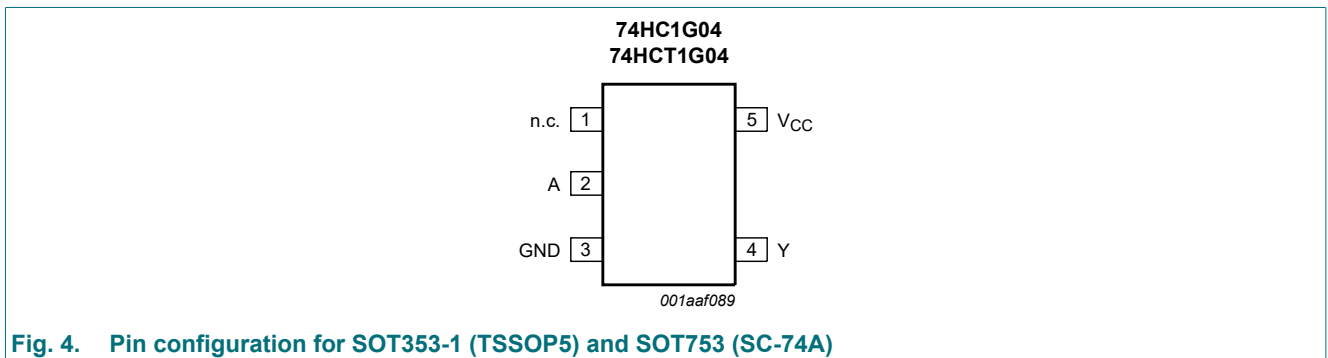 74HC1G04
74HCT1G04
n.c. 1
5 VCC
A 2
GND 3
4 Y
001aaf089
Fig. 4. Pin configuration for SOT353-1 (TSSOP5) and SOT753 (SC-74A)